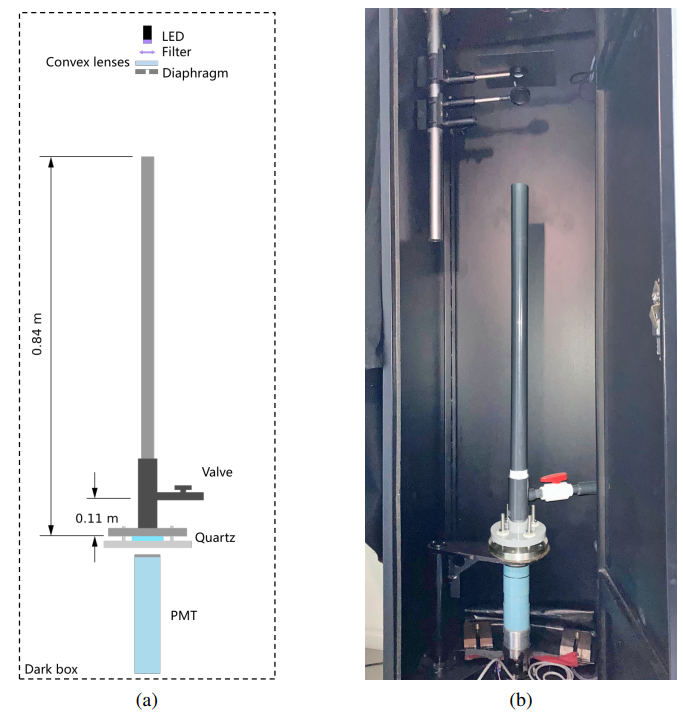 LED
Filter
Convex lenses
Diaphragm
0.84 m
Valve
0.11 m
Quartz
PMT
Dark box
(a)
(b)